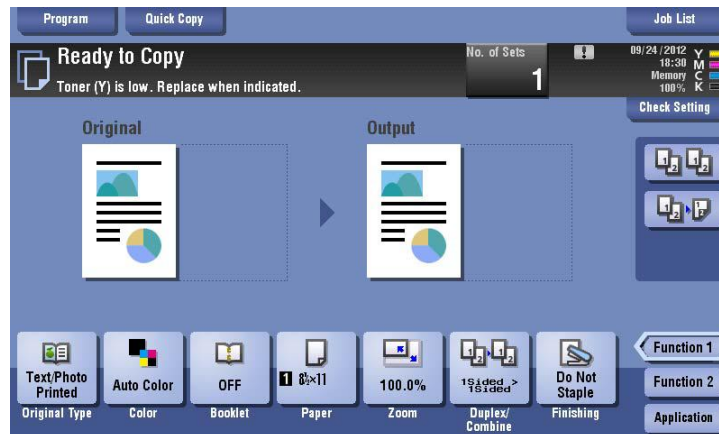 Program
Quick Copy
Job List
Ready to Copy
Toner (Y) is low. Replace when indicated.
No. of Sets
1
09/24/2012
18:30
Memory
100%
Y
M
C
K
Check Setting
Original
Output
Text/Photo
Printed
Original Type
Auto Color
Color
OFF
Booklet
1 8½×11
Paper
100.0%
Zoom
1Sided >
1Sided
Duplex/
Combine
Do Not
Staple
Finishing
Function 1
Function 2
Application